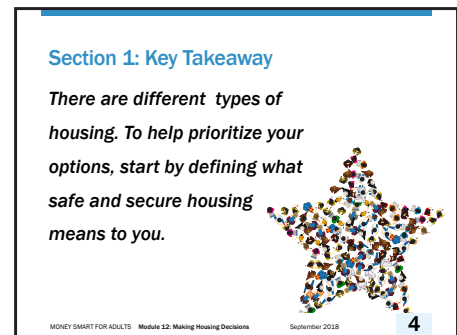 Section 1: Key Takeaway
There are different types of
housing. To help prioritize your
options, start by defining what
safe and secure housing
means to you.
MONEY SMART FOR ADULTS Module 12: Making Housing Decisions September 2018 4